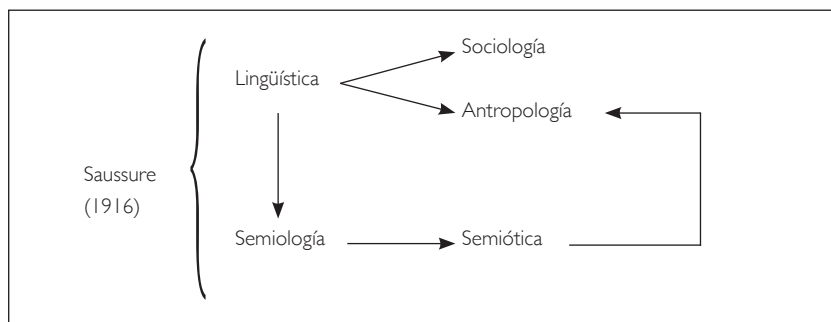 Sociología
Lingüística
Antropología
Saussure
(1916)
Semiología
Semiótica